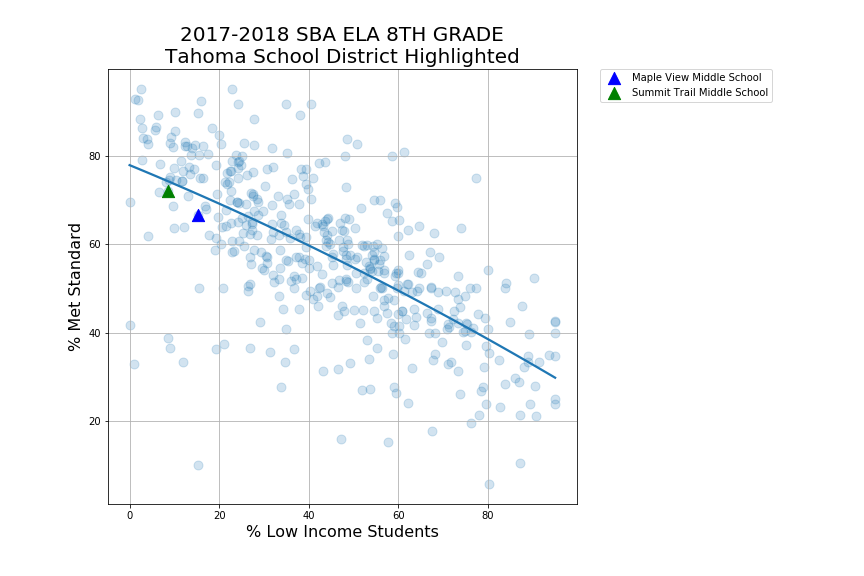 2017-2018 SBA ELA 8TH GRADE
Tahoma School District Highlighted
Maple View Middle School
Summit Trail Middle School
% Met Standard
80
60
40
20
0
20
40
60
80
% Low Income Students